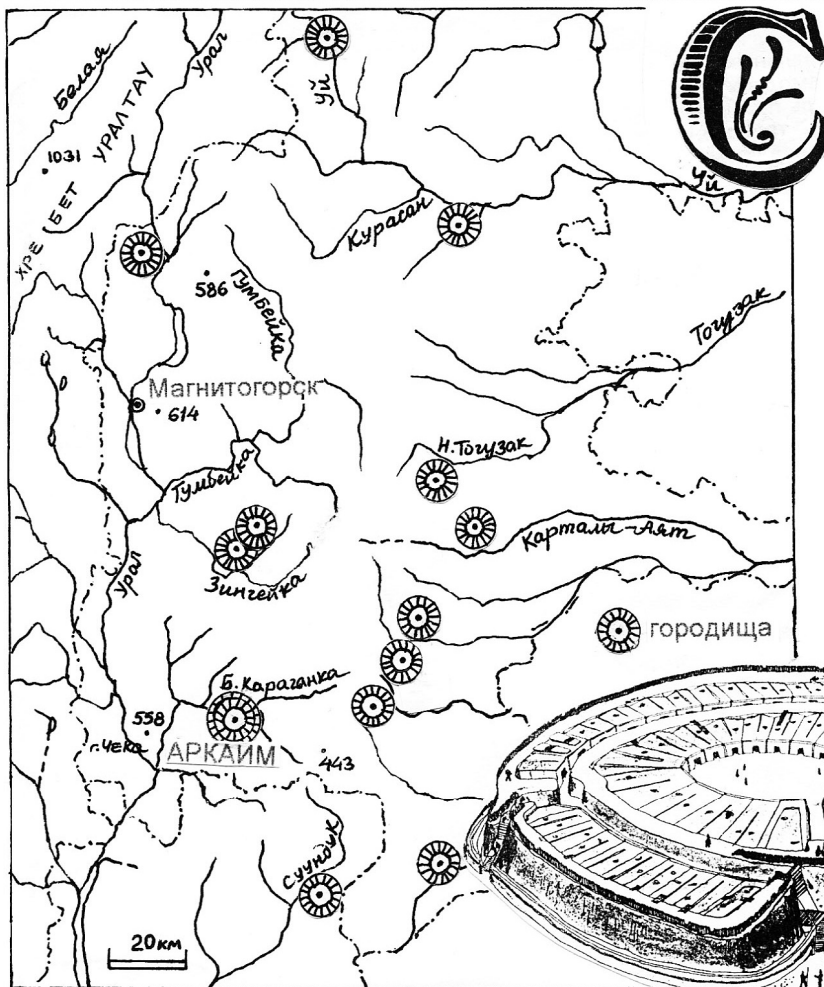 С
Белая
Урал
Уй
1031
ХРЕБЕТ УРАЛТАУ
Уй
Курасан
586
Гумбейка
Тогузак
Магнитогорск
614
Н.Тогузак
Гумбейка
Карталы-Аят
Урал
Зингейка
городища
Б. Караганка
558
г.Чека
АРКАИМ
443
Суундук
20км